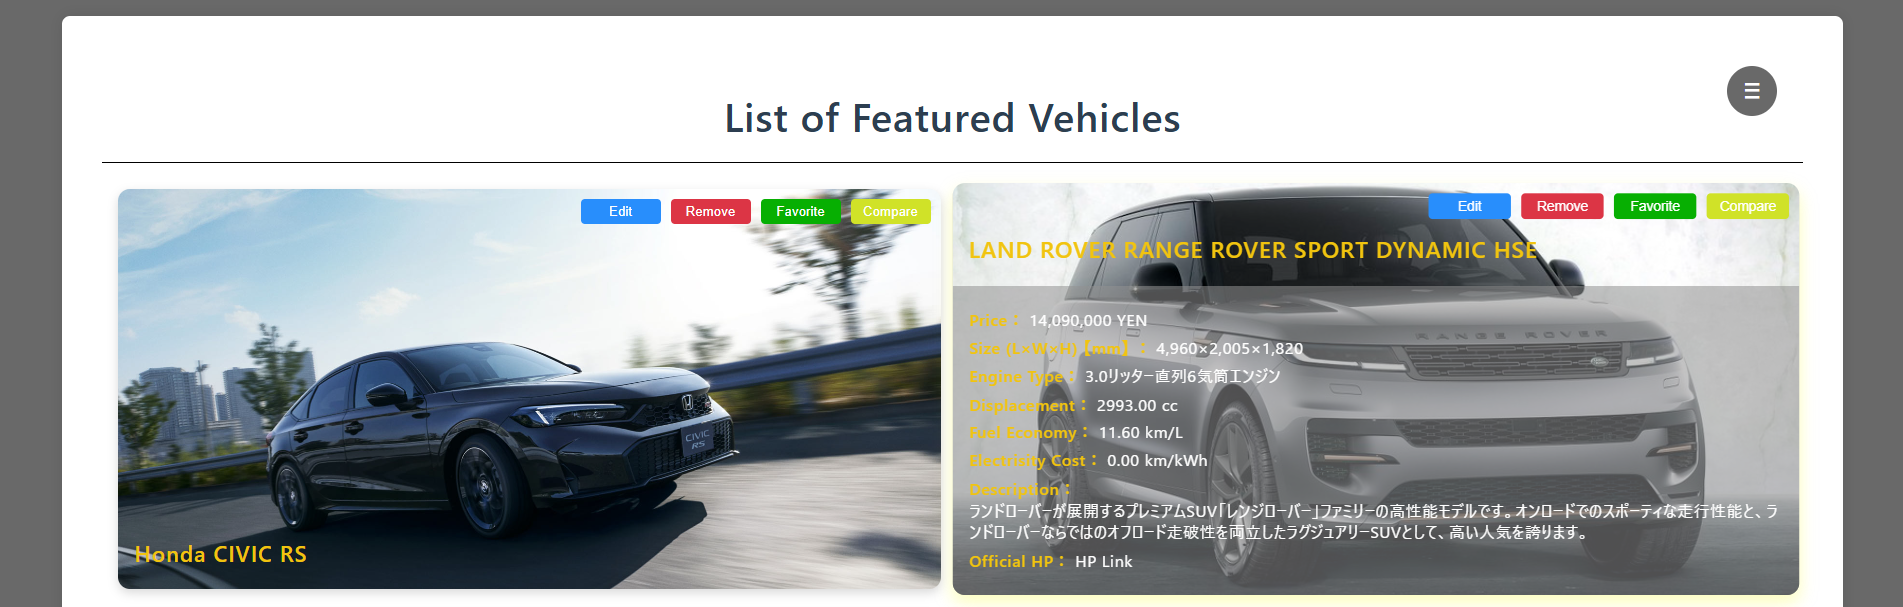 List of Featured Vehicles
Edit Remove Favorite Compare
CIVIC
RS
Honda CIVIC RS
Edit Remove Favorite Compare
LAND ROVER RANGE ROVER SPORT DYNAMIC HSE
RANGE ROVER
Price： 14,090,000 YEN
Size (L×W×H)【mm】： 4,960×2,005×1,820
Engine Type： 3.0リッター直列6気筒エンジン
Displacement： 2993.00 cc
Fuel Economy： 11.60 km/L
Electrisity Cost： 0.00 km/kWh
Description：
ランドローバーが展開するプレミアムSUV「レンジローバー」ファミリーの高性能モデルです。オンロードでのスポーティな走行性能と、ラ
ンドローバーならではのオフロード走破性を両立したラグジュアリーSUVとして、高い人気を誇ります。
Official HP： HP Link